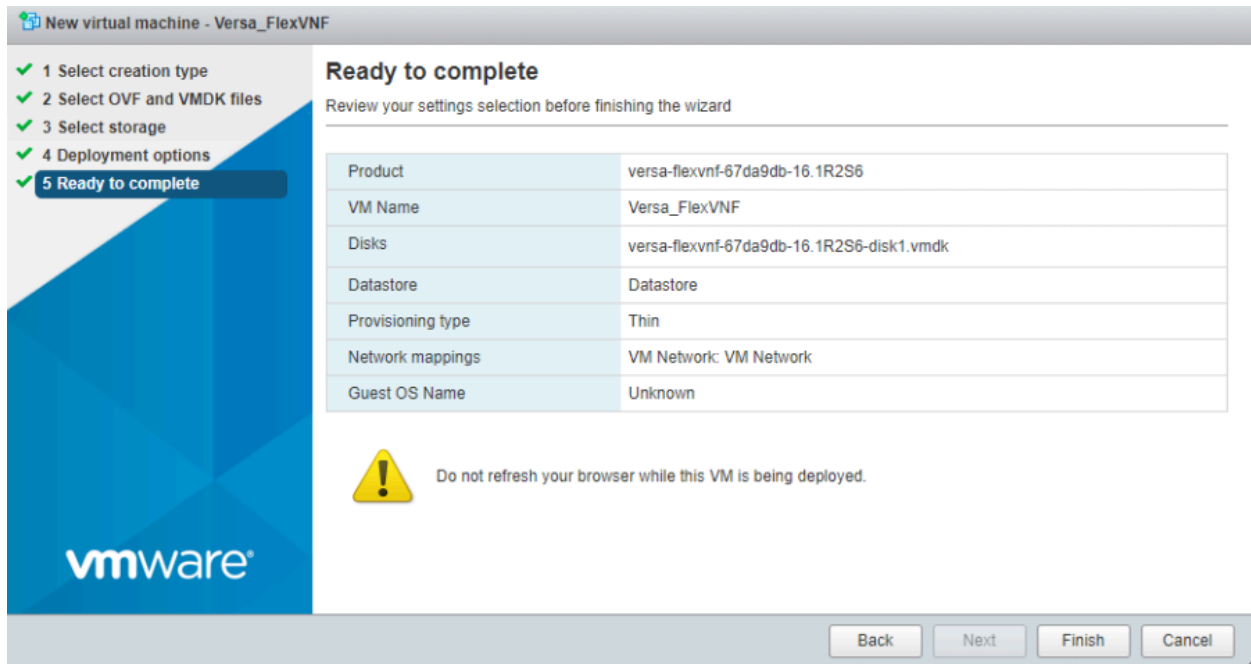 New virtual machine - Versa_FlexVNF
1 Select creation type
2 Select OVF and VMDK files
3 Select storage
4 Deployment options
5 Ready to complete
Ready to complete
Review your settings selection before finishing the wizard
Product versa-flexvnf-67da9db-16.1R2S6
VM Name Versa_FlexVNF
Disks versa-flexvnf-67da9db-16.1R2S6-disk1.vmdk
Datastore Datastore
Provisioning type Thin
Network mappings VM Network: VM Network
Guest OS Name Unknown
Do not refresh your browser while this VM is being deployed.
vmware®
Back Next Finish Cancel